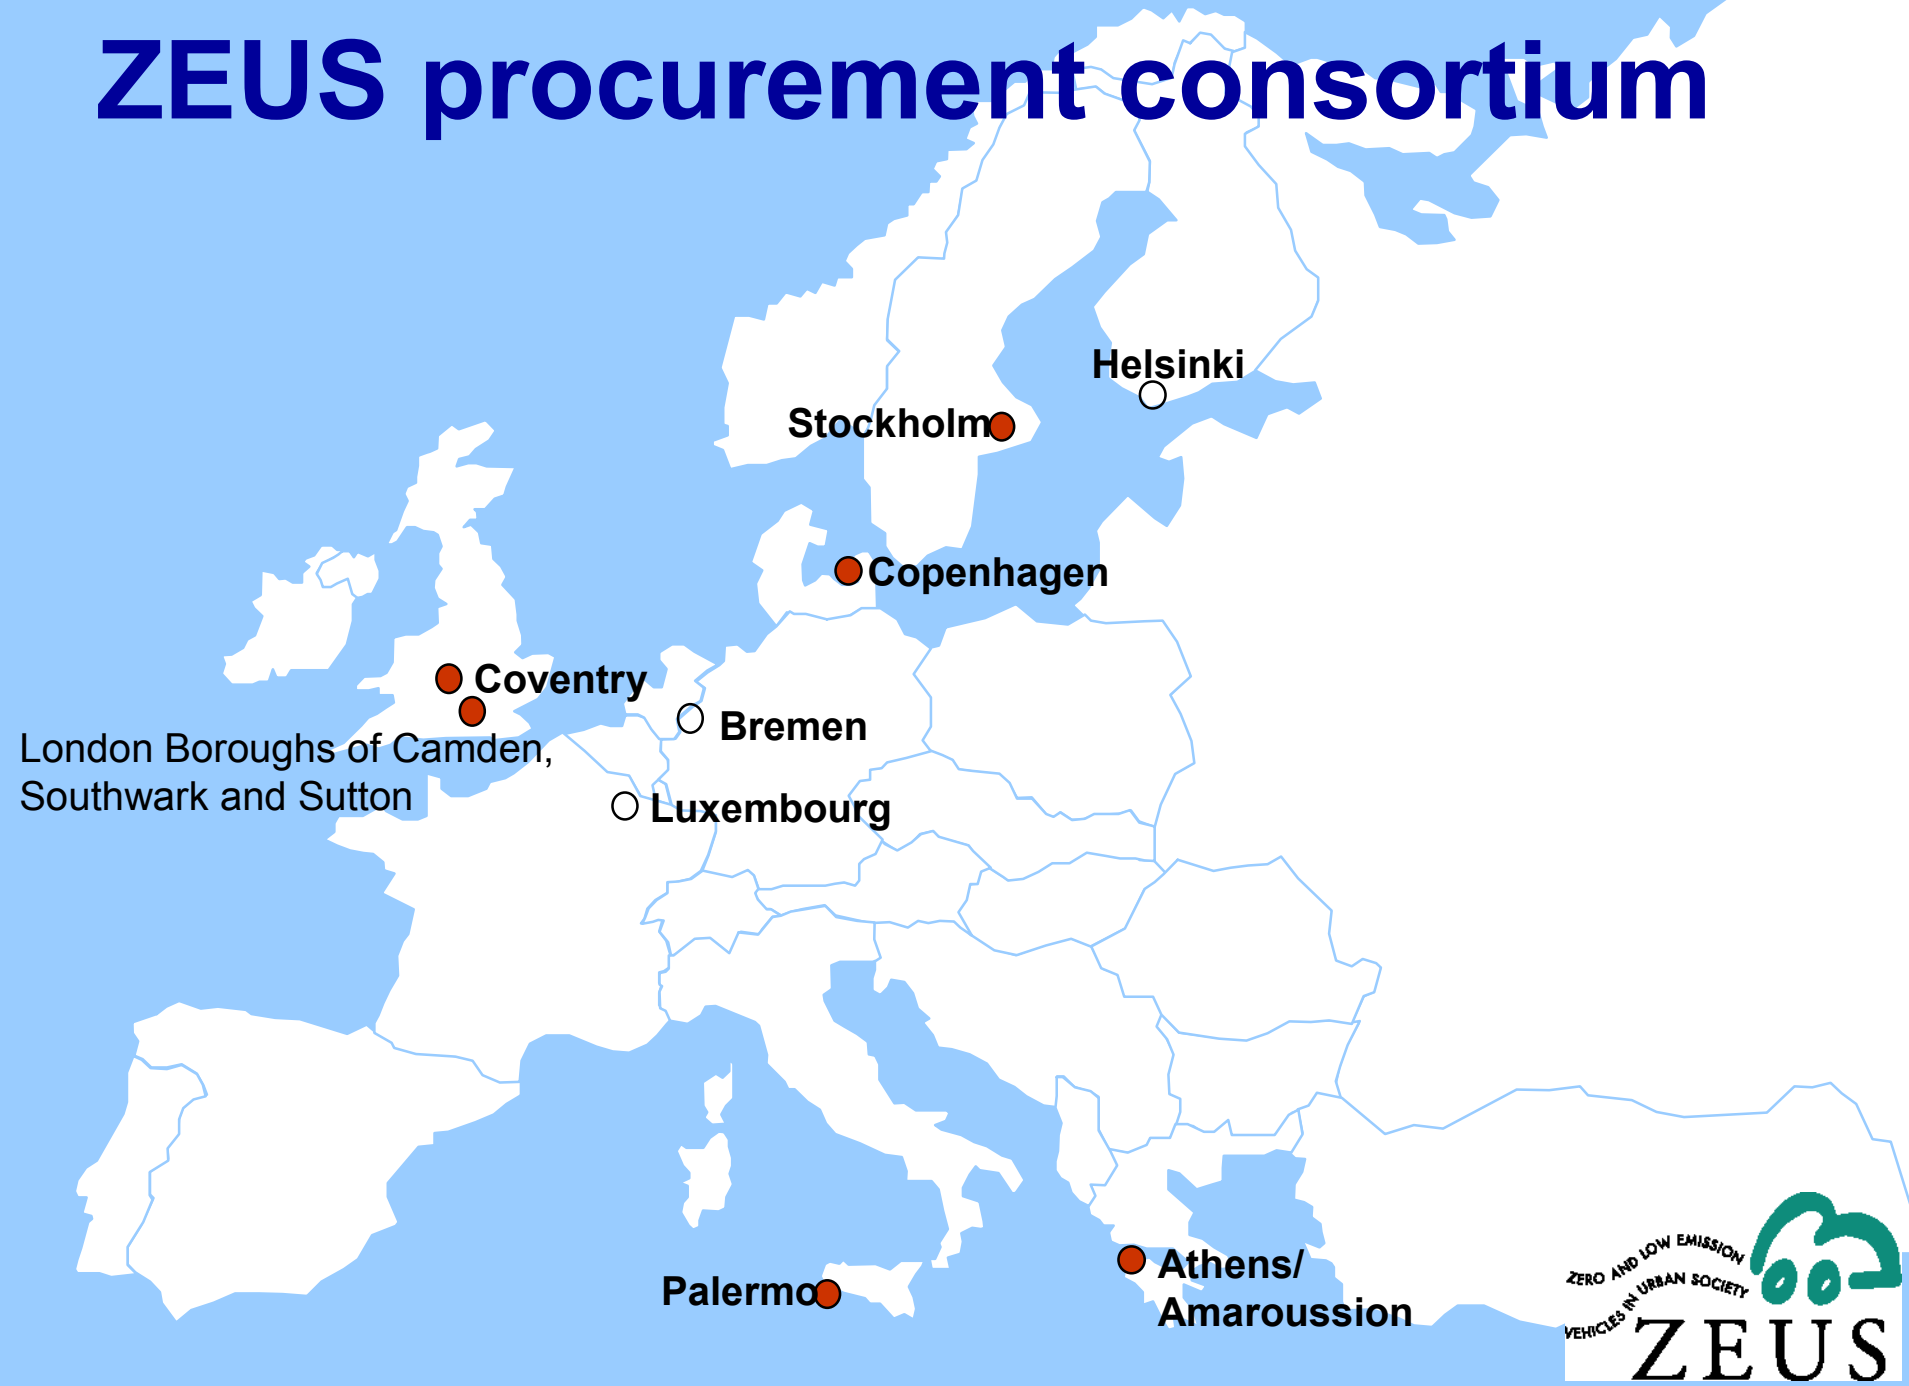 ZEUS procurement consortium
Helsinki
Stockholm
Copenhagen
Coventry
Bremen
London Boroughs of Camden,
Southwark and Sutton
Luxembourg
Athens/
Amaroussion
Palermo
ZERO AND LOW EMISSION
VEHICLES IN URBAN SOCIETY
ZEUS